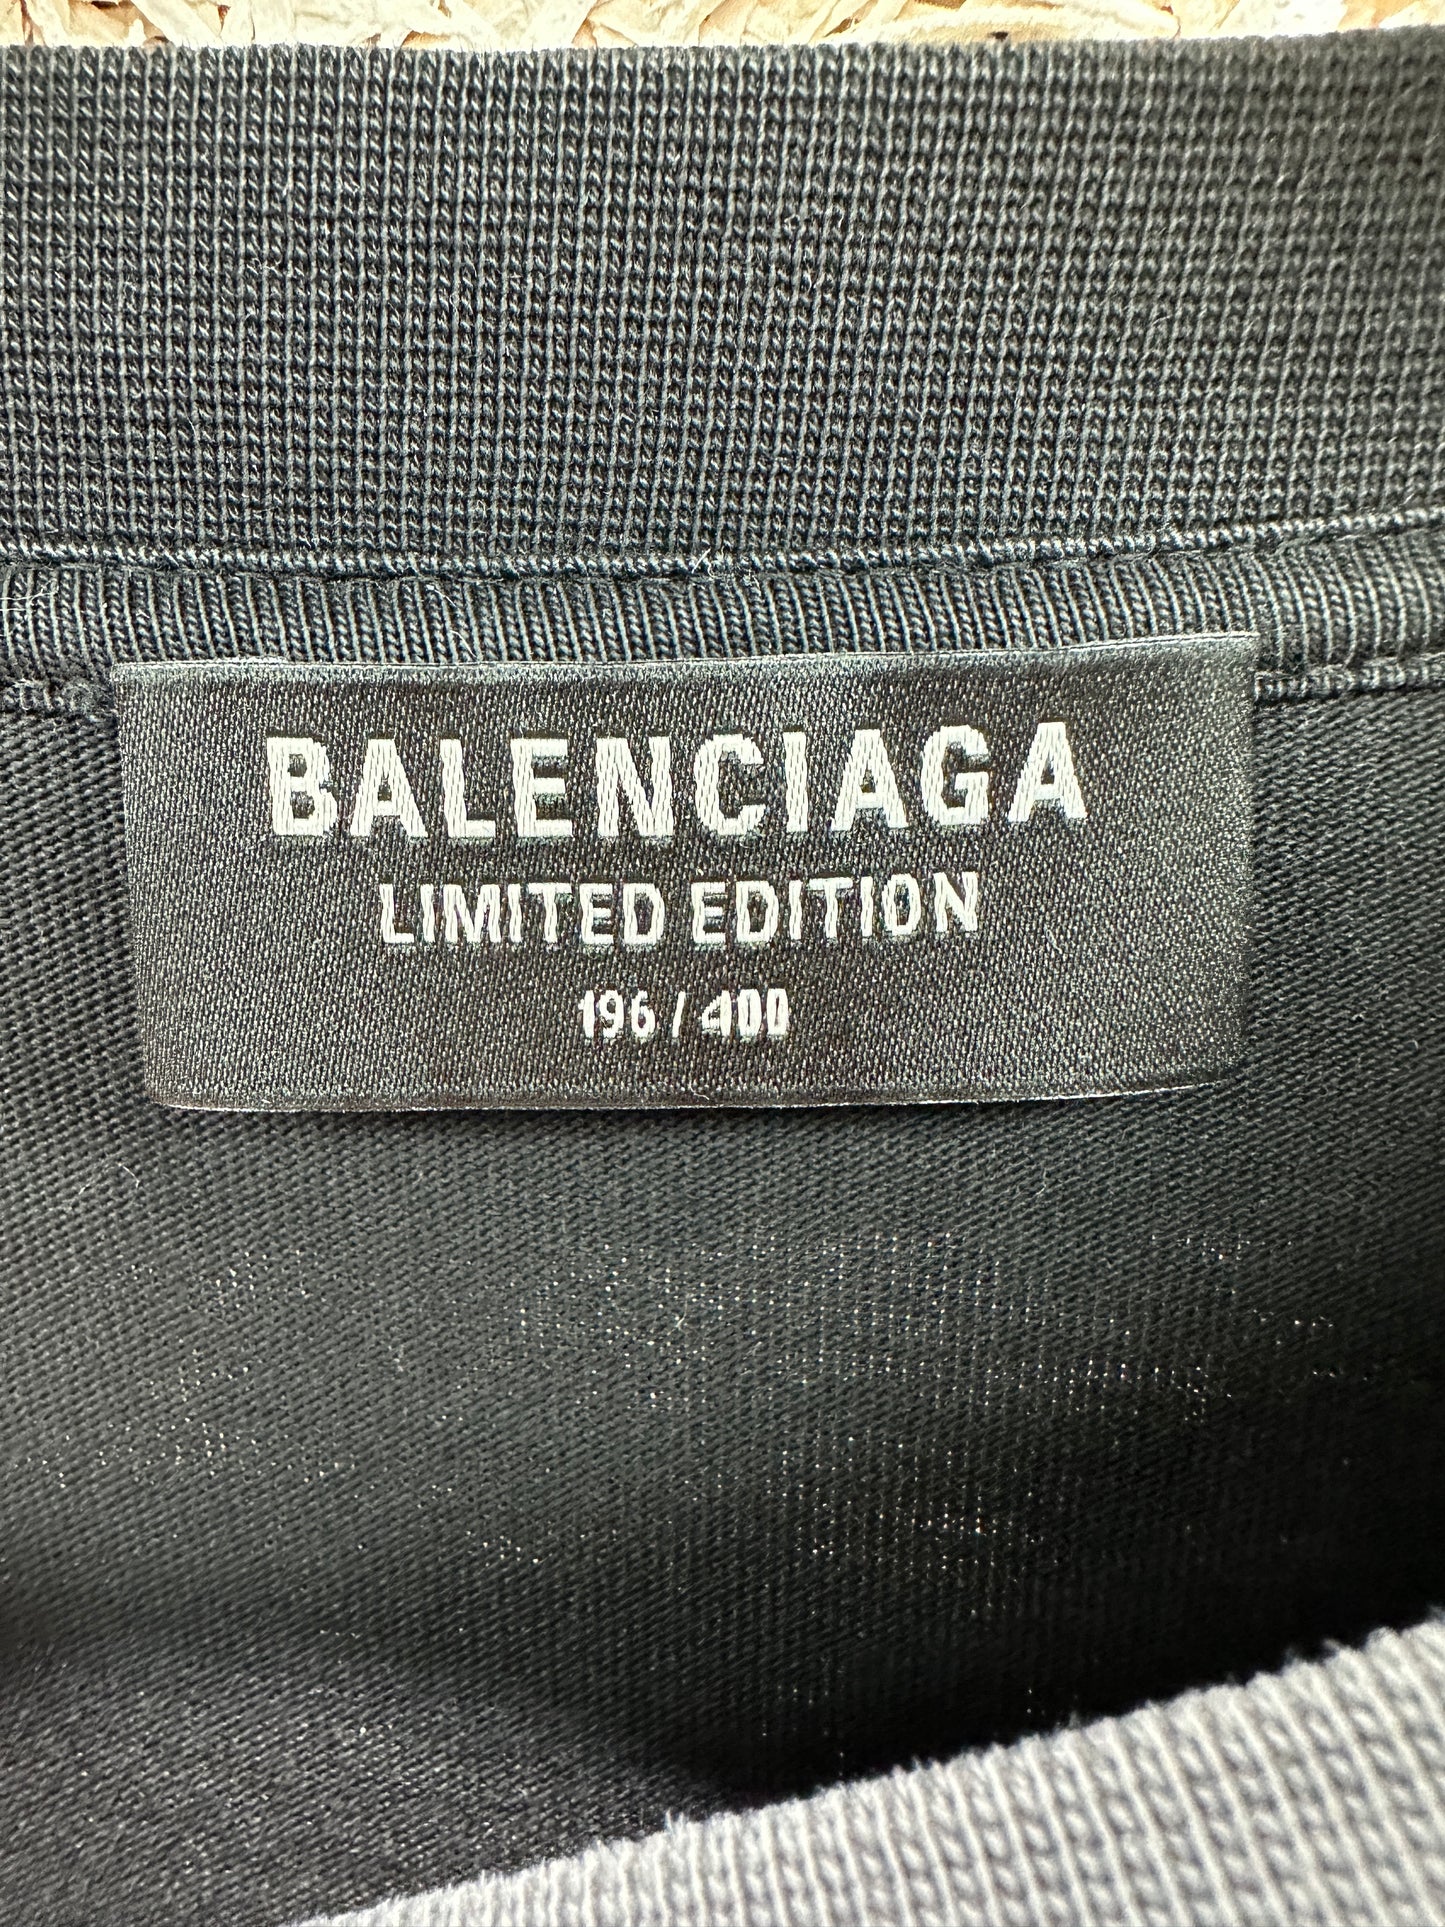 BALENCIAGA
LIMITED EDITION
196 / 400